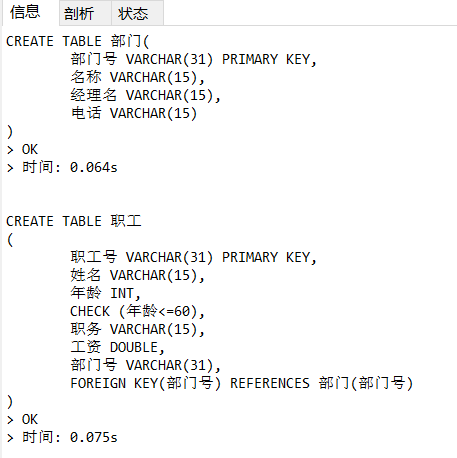 信息 剖析 状态
CREATE TABLE 部门(
部门号 VARCHAR(31) PRIMARY KEY,
名称 VARCHAR(15),
经理名 VARCHAR(15),
电话 VARCHAR(15)
)
> OK
> 时间: 0.064s
CREATE TABLE 职工
(
职工号 VARCHAR(31) PRIMARY KEY,
姓名 VARCHAR(15),
年龄 INT,
CHECK (年龄<=60),
职务 VARCHAR(15),
工资 DOUBLE,
部门号 VARCHAR(31),
FOREIGN KEY(部门号) REFERENCES 部门(部门号)
)
> OK
> 时间: 0.075s